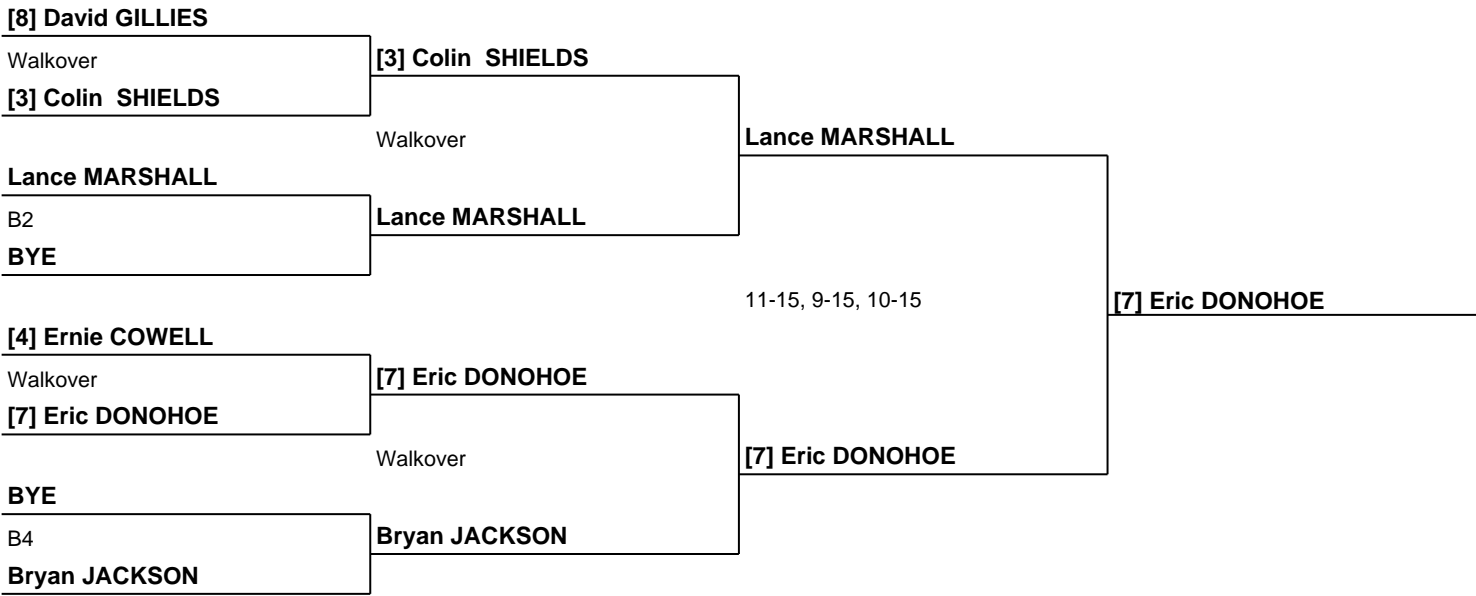 [8] David GILLIES
Walkover
[3] Colin  SHIELDS
[3] Colin  SHIELDS
Walkover
Lance MARSHALL
Lance MARSHALL
B2
BYE
Lance MARSHALL
11-15, 9-15, 10-15
[7] Eric DONOHOE
[4] Ernie COWELL
Walkover
[7] Eric DONOHOE
[7] Eric DONOHOE
Walkover
[7] Eric DONOHOE
BYE
B4
Bryan JACKSON
Bryan JACKSON